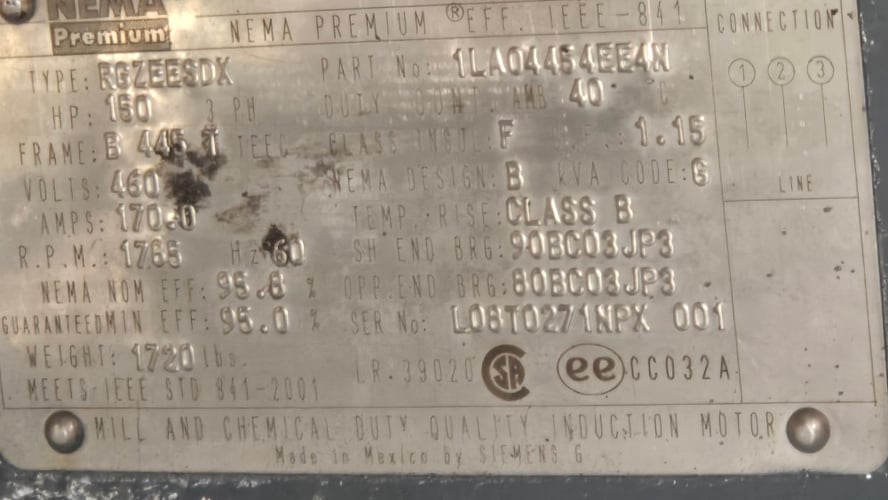 NEMA
Premium
NEMA PREMIUM ® EFF. IEEE-841
CONNECTION
TYPE: RGZEESDX PART No: 1LA04454EE4N
1 2 3
HP: 150 3 PH DUTY CONT. AMB 40 °C
FRAME: B 445 T TEFC CLASS INSTL: F S.F.: 1.15
VOLTS: 460 NEMA DESIGN: B KVA CODE: G
LINE
AMPS: 170.0 TEMP. RISE: CLASS B
R.P.M.: 1785 Hz 60 SH END BRG: 90BC03JP3
NEMA NOM EFF: 95.8 % OPP.END BRG: 80BC03JP3
GUARANTEED MIN EFF: 95.0 % SER No: L08T0271NPX 001
WEIGHT: 1720 lbs. LR-39020 SA ee CC032A
MEETS IEEE STD 841-2001
MILL AND CHEMICAL DUTY QUALITY INDUCTION MOTOR
Made in Mexico by SIEMENS